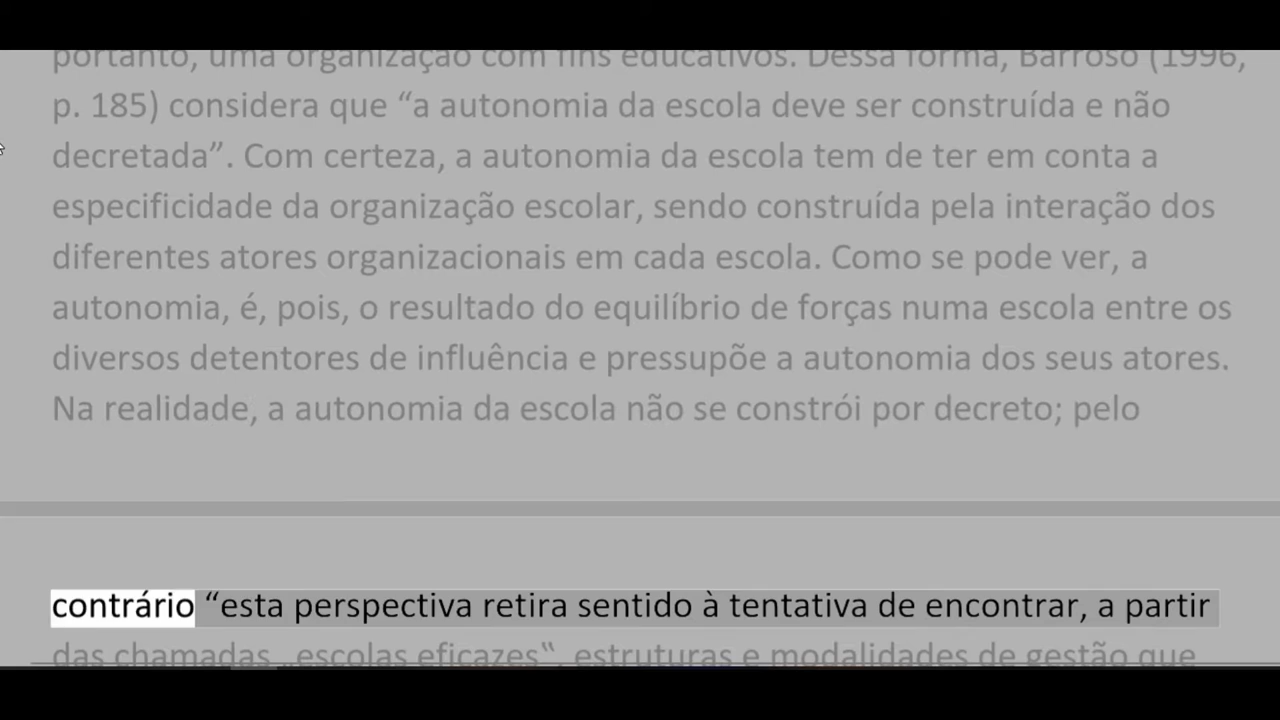 portanto, uma organização com fins educativos. Dessa forma, Barroso (1996,
p. 185) considera que “a autonomia da escola deve ser construída e não
decretada”. Com certeza, a autonomia da escola tem de ter em conta a
especificidade da organização escolar, sendo construída pela interação dos
diferentes atores organizacionais em cada escola. Como se pode ver, a
autonomia, é, pois, o resultado do equilíbrio de forças numa escola entre os
diversos detentores de influência e pressupõe a autonomia dos seus atores.
Na realidade, a autonomia da escola não se constrói por decreto; pelo
contrário “esta perspectiva retira sentido à tentativa de encontrar, a partir
das chamadas „escolas eficazes‟, estruturas e modalidades de gestão que